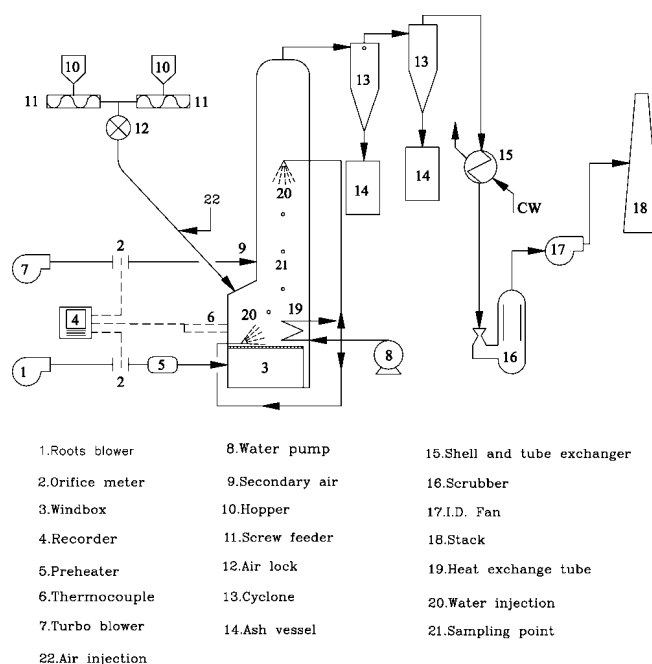 10
10
11
11
12
13
13
14
14
15
CW
22
20
18
7
2
9
21
17
4
6
20
19
1
2
5
3
8
16
1.Roots blower
2.Orifice meter
3.Windbox
4.Recorder
5.Preheater
6.Thermocouple
7.Turbo blower
22.Air injection
8.Water pump
9.Secondary air
10.Hopper
11.Screw feeder
12.Air lock
13.Cyclone
14.Ash vessel
15.Shell and tube exchanger
16.Scrubber
17.I.D. Fan
18.Stack
19.Heat exchange tube
20.Water injection
21.Sampling point